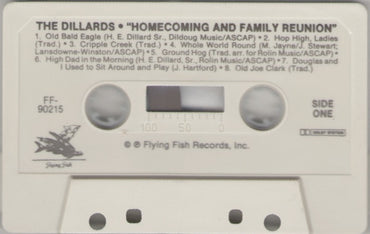 THE DILLARDS • "HOMECOMING AND FAMILY REUNION"
1. Old Bald Eagle (H. E. Dillard Sr., Dildoug Music/ASCAP) • 2. Hop High, Ladies
(Trad.) • 3. Cripple Creek (Trad.) • 4. Whole World Round (M. Jayne/J. Stewart;
Lansdowne-Winston/ASCAP) • 5. Ground Hog (Trad. arr. for Rolin Music/ASCAP) •
6. High Dad in the Morning (H. E. Dillard, Sr., Rolin Music/ASCAP) • 7. Douglas and
I Used to Sit Around and Play (J. Hartford) • 8. Old Joe Clark (Trad.)
FF-
90215
SIDE
ONE
100 50 0
DOLBY SYSTEM
Flying Fish
© ℗ Flying Fish Records, Inc.